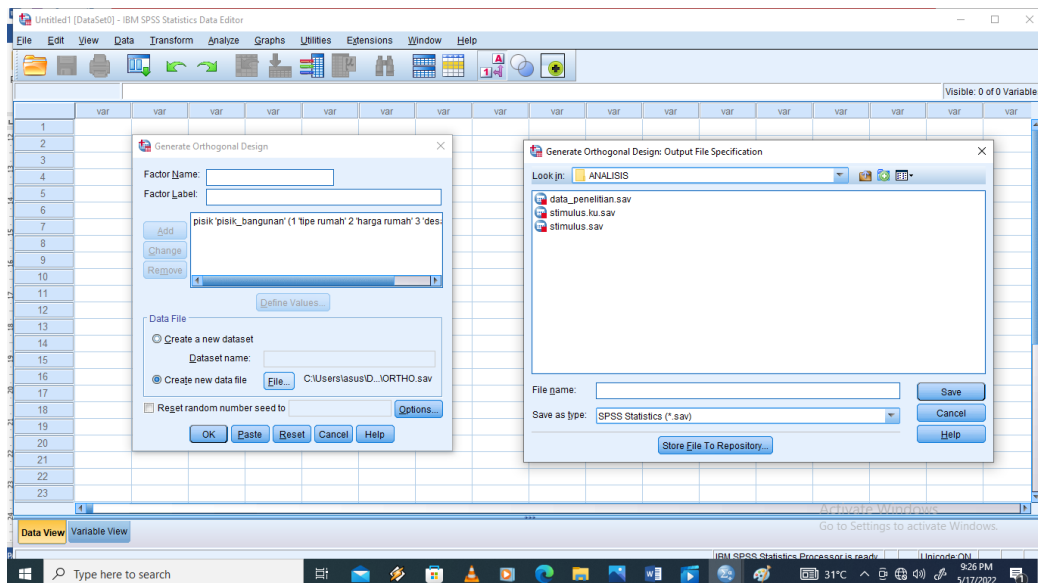 Untitled1 [DataSet0] - IBM SPSS Statistics Data Editor
File Edit View Data Transform Analyze Graphs Utilities Extensions Window Help
Visible: 0 of 0 Variable
var var var var var var var var var var var var var var var var var
1
2
3
4
5
6
7
8
9
10
11
12
13
14
15
16
17
18
19
20
21
22
23
Generate Orthogonal Design
Factor Name:
Factor Label:
pisik 'pisik_bangunan' (1 'tipe rumah' 2 'harga rumah' 3 'des
Add
Change
Remove
Define Values...
Data File
Create a new dataset
Dataset name:
Create new data file File... C:\Users\asus\D...\ORTHO.sav
Reset random number seed to Options...
OK Paste Reset Cancel Help
Generate Orthogonal Design: Output File Specification
Look in: ANALISIS
data_penelitian.sav
stimulus.ku.sav
stimulus.sav
File name: Save
Save as type: SPSS Statistics (*.sav) Cancel
Help
Store File To Repository...
Activate Windows
Go to Settings to activate Windows.
Data View Variable View
IBM SPSS Statistics Processor is ready Unicode:ON
Type here to search
31°C
9:26 PM
5/17/2022